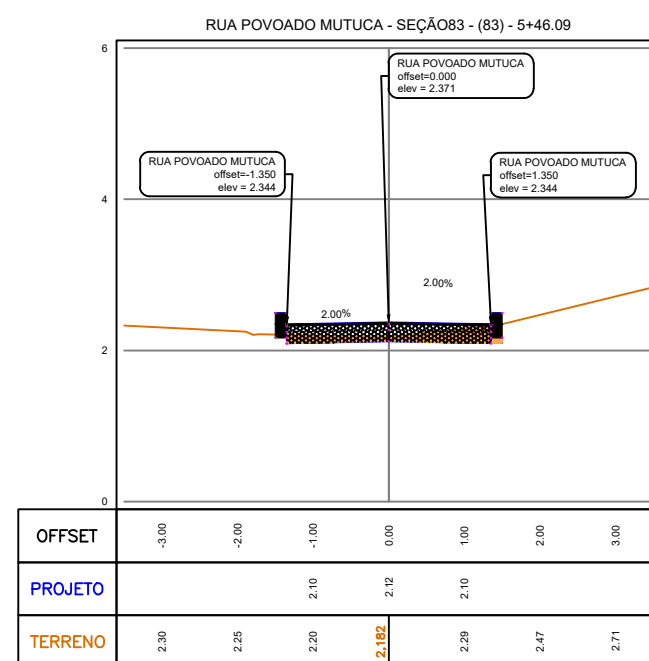 RUA POVOADO MUTUCA - SEÇÃO83 - (83) - 5+46.09
6
RUA POVOADO MUTUCA
offset=0.000
elev = 2.371
RUA POVOADO MUTUCA
offset=-1.350
elev = 2.344
RUA POVOADO MUTUCA
offset=1.350
elev = 2.344
4
2.00%
2.00%
2
0
OFFSET -3.00 -2.00 -1.00 0.00 1.00 2.00 3.00
PROJETO 2.10 2.12 2.10
TERRENO 2.30 2.25 2.20 2,182 2.29 2.47 2.71